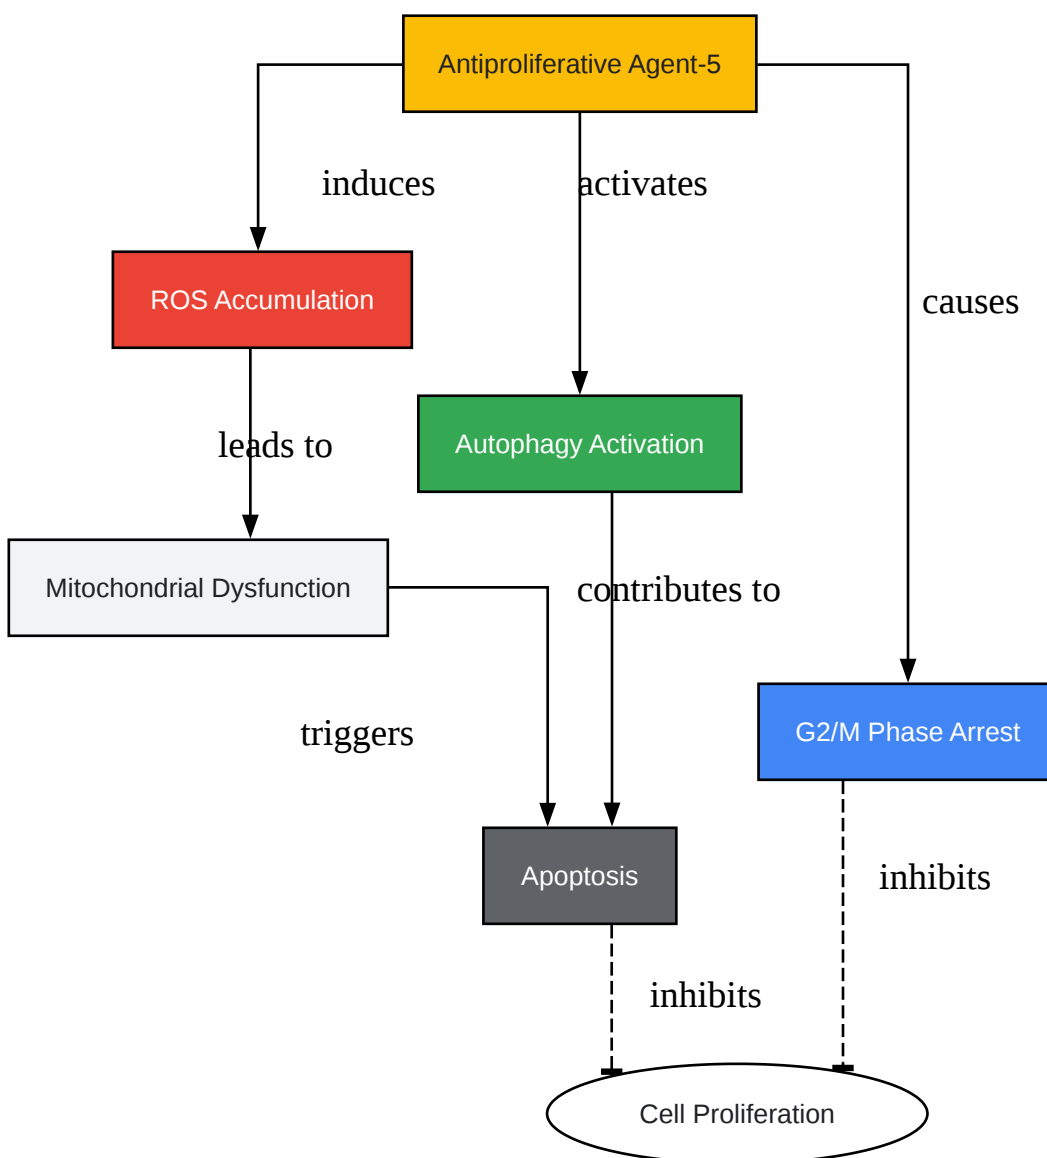 Antiproliferative Agent-5
induces
activates
ROS Accumulation
causes
leads to
Autophagy Activation
Mitochondrial Dysfunction
contributes to
triggers
G2/M Phase Arrest
Apoptosis
inhibits
inhibits
Cell Proliferation